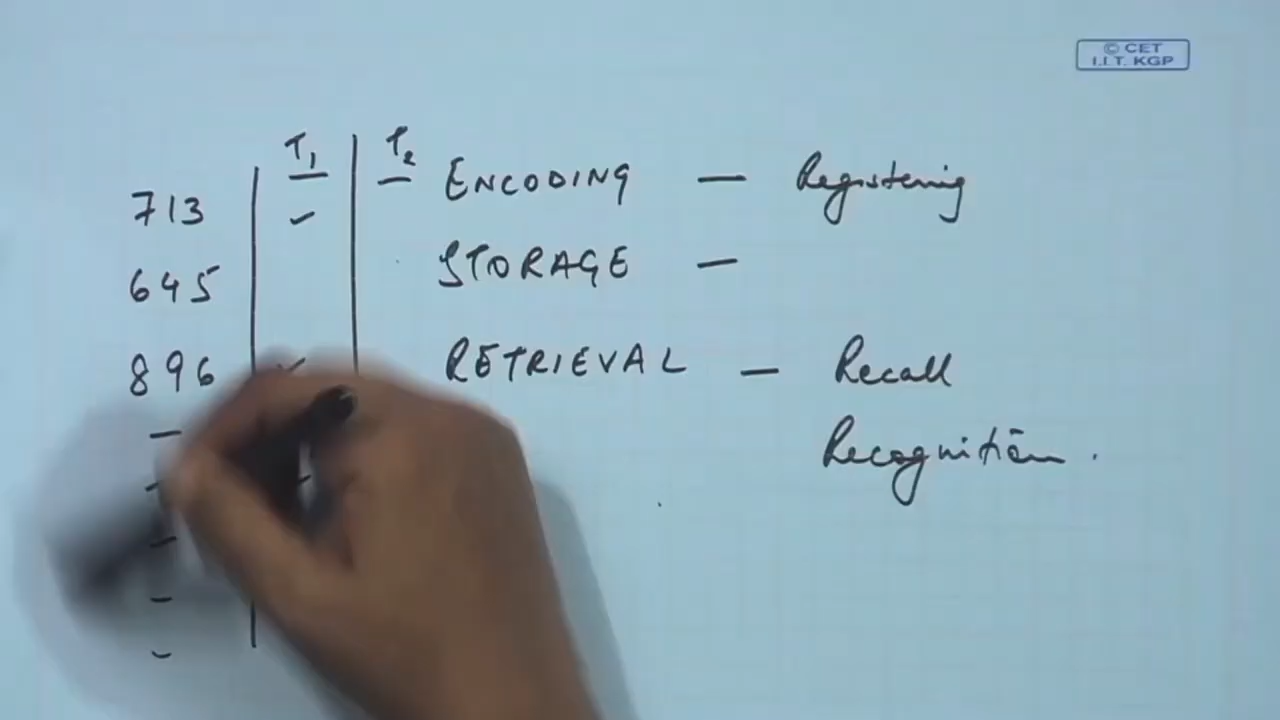 © CET
I.I.T. KGP
T1 T2
713 ✓ ENCODING — Registering
645 STORAGE —
896 ✓ RETRIEVAL — Recall
Recognition.